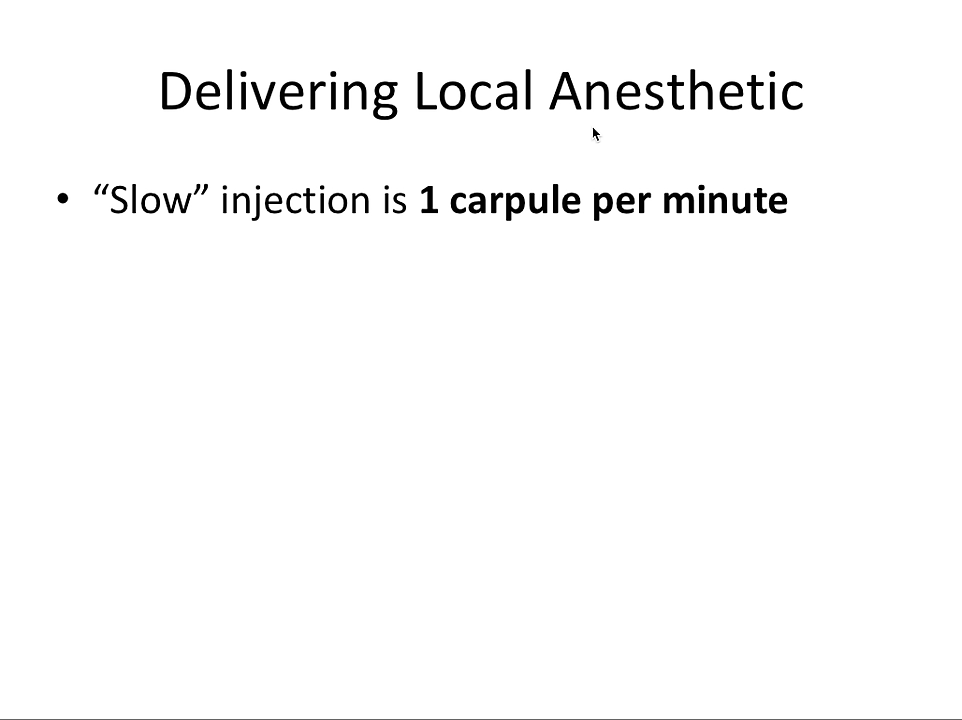 Delivering Local Anesthetic
• “Slow” injection is 1 carpule per minute